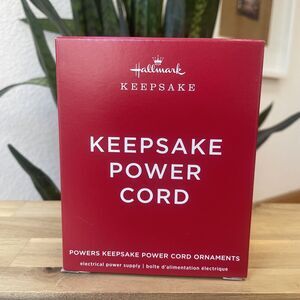 Hallmark
KEEPSAKE
KEEPSAKE
POWER
CORD
POWERS KEEPSAKE POWER CORD ORNAMENTS
electrical power supply | boîte d'alimentation électrique